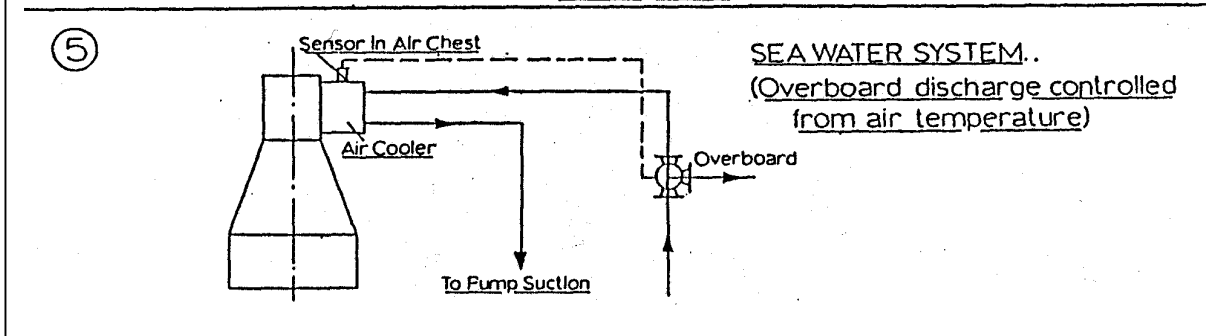 5
Sensor In Air Chest
SEA WATER SYSTEM..
(Overboard discharge controlled
from air temperature)
Air Cooler
Overboard
To Pump Suction